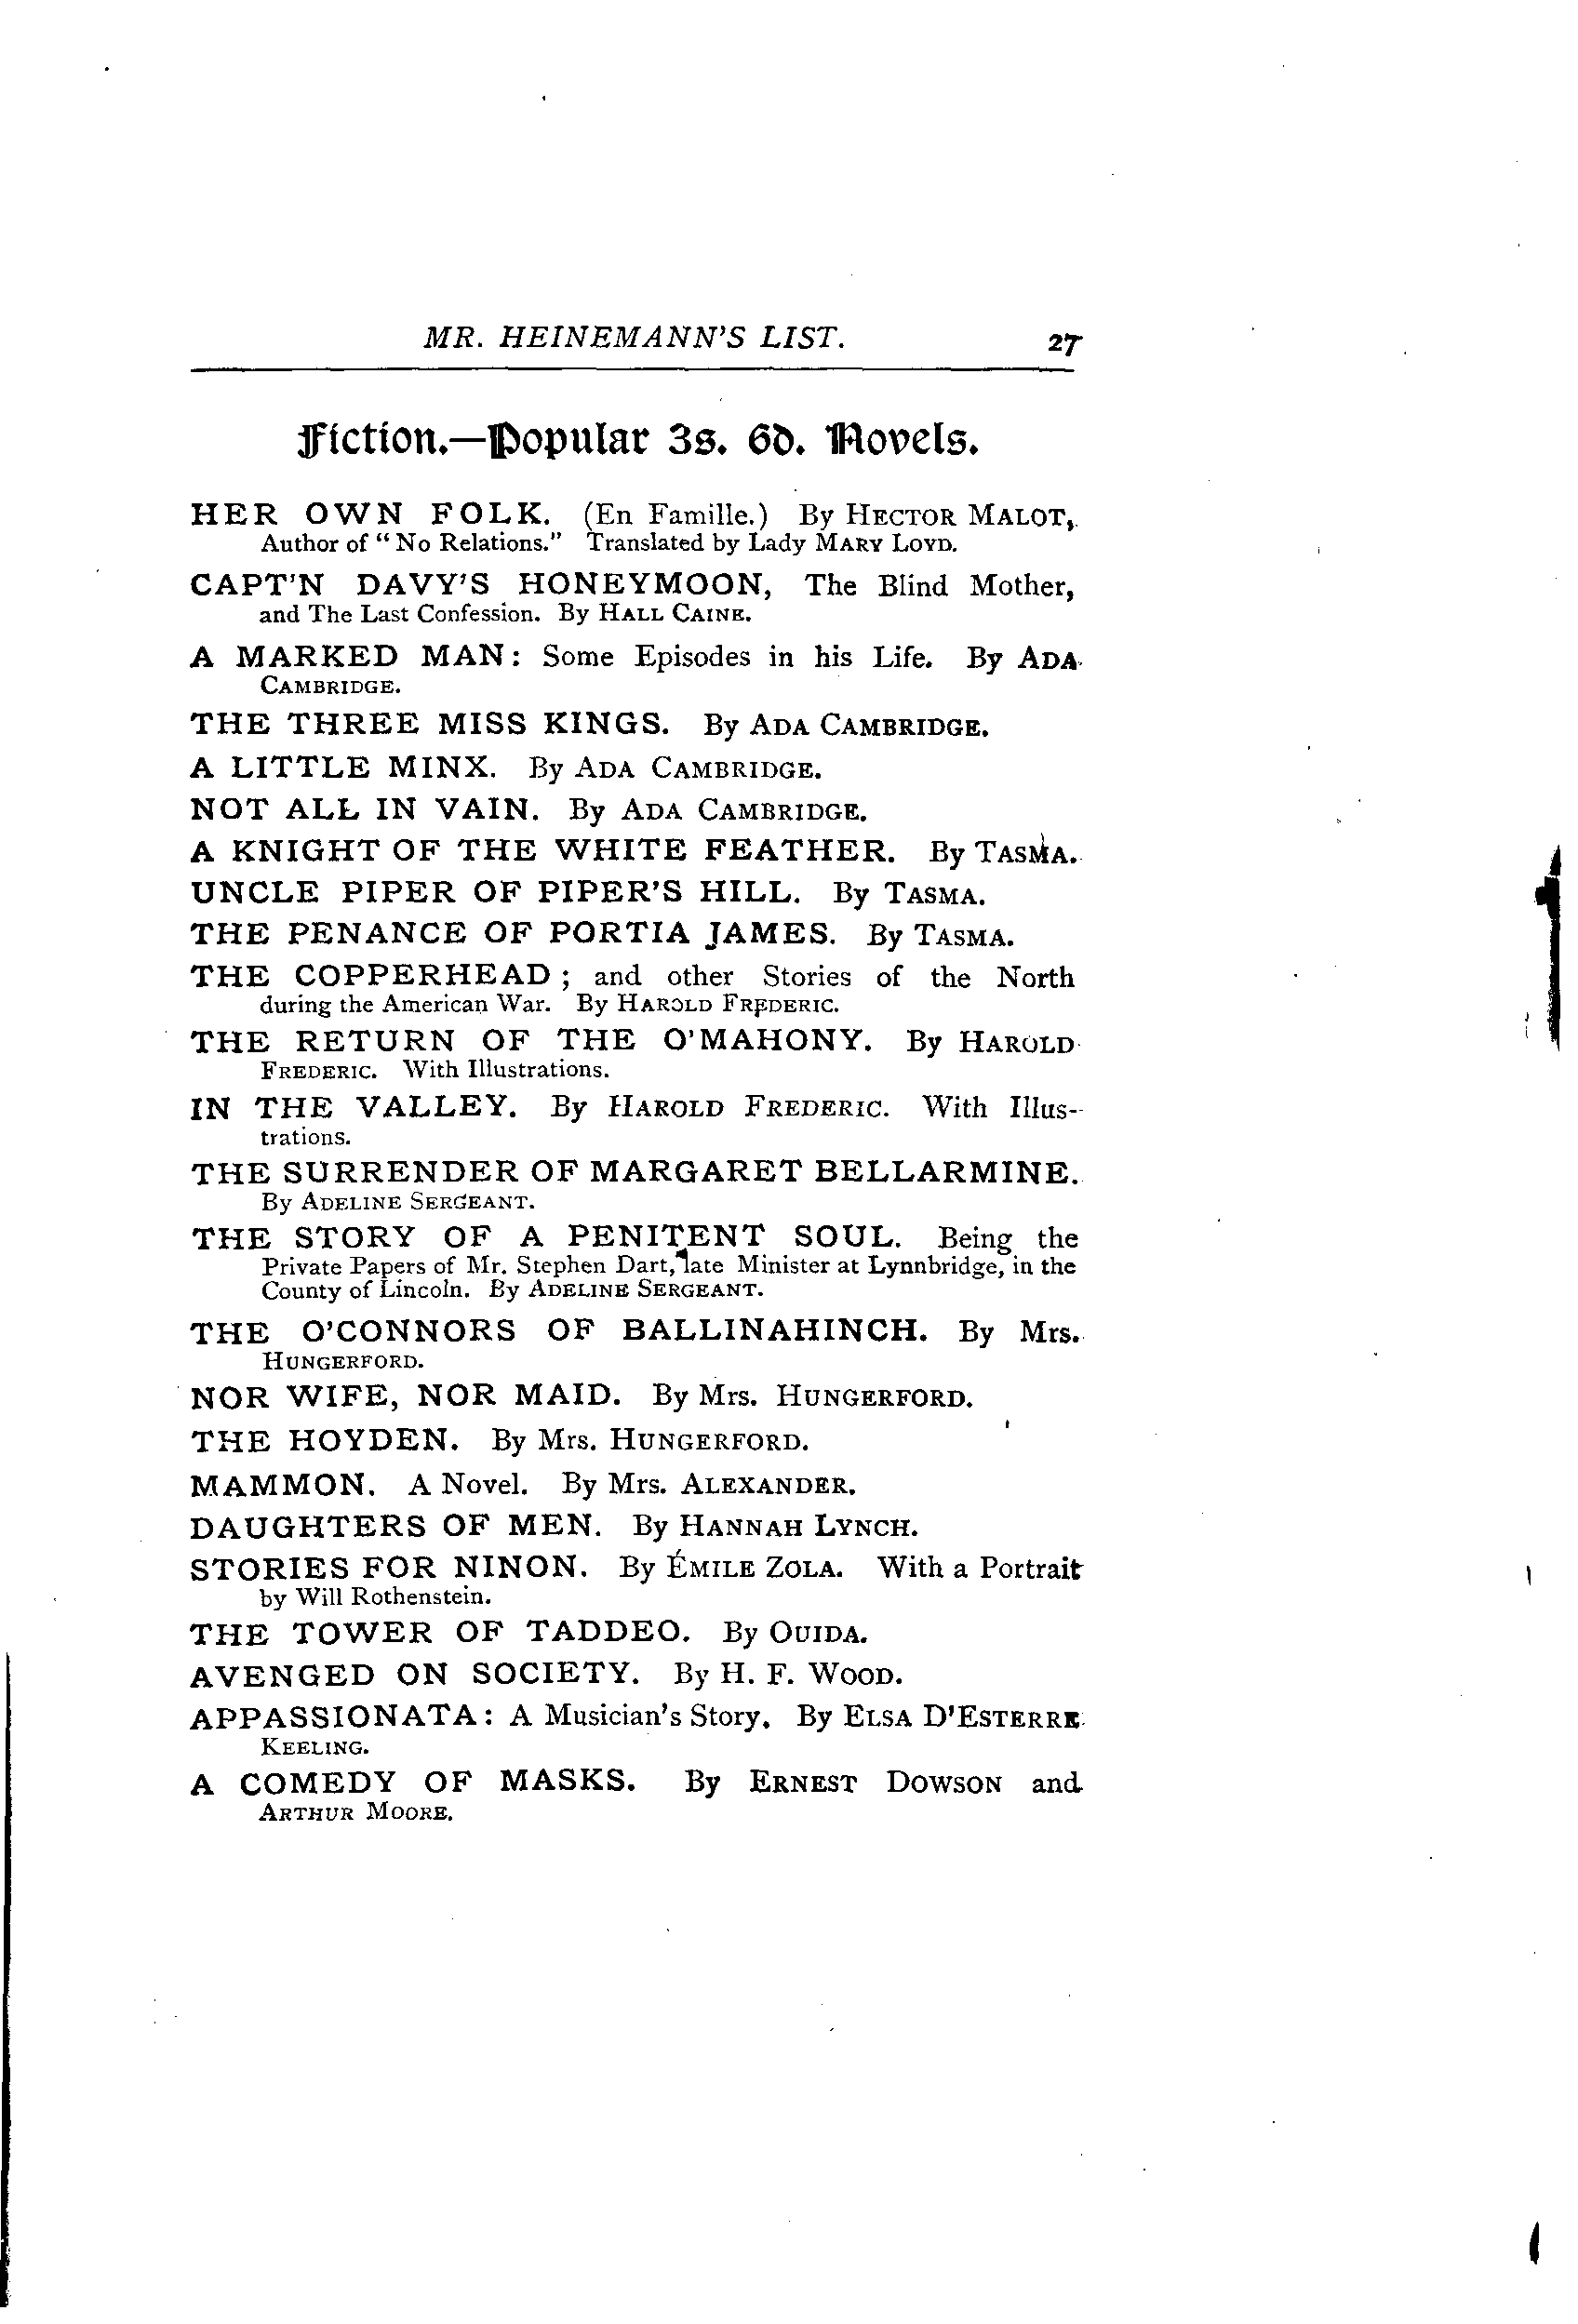 MR. HEINEMANN'S LIST. 27
Fiction.—Popular 3s. 6d. Novels.
HER OWN FOLK. (En Famille.) By HECTOR MALOT,
Author of "No Relations." Translated by Lady MARY LOYD.
CAPT'N DAVY'S HONEYMOON, The Blind Mother,
and The Last Confession. By HALL CAINE.
A MARKED MAN: Some Episodes in his Life. By ADA
CAMBRIDGE.
THE THREE MISS KINGS. By ADA CAMBRIDGE.
A LITTLE MINX. By ADA CAMBRIDGE.
NOT ALL IN VAIN. By ADA CAMBRIDGE.
A KNIGHT OF THE WHITE FEATHER. By TASMA.
UNCLE PIPER OF PIPER'S HILL. By TASMA.
THE PENANCE OF PORTIA JAMES. By TASMA.
THE COPPERHEAD; and other Stories of the North
during the American War. By HAROLD FREDERIC.
THE RETURN OF THE O'MAHONY. By HAROLD
FREDERIC. With Illustrations.
IN THE VALLEY. By HAROLD FREDERIC. With Illus-
trations.
THE SURRENDER OF MARGARET BELLARMINE.
By ADELINE SERGEANT.
THE STORY OF A PENITENT SOUL. Being the
Private Papers of Mr. Stephen Dart, late Minister at Lynnbridge, in the
County of Lincoln. By ADELINE SERGEANT.
THE O'CONNORS OF BALLINAHINCH. By Mrs.
HUNGERFORD.
NOR WIFE, NOR MAID. By Mrs. HUNGERFORD.
THE HOYDEN. By Mrs. HUNGERFORD.
MAMMON. A Novel. By Mrs. ALEXANDER.
DAUGHTERS OF MEN. By HANNAH LYNCH.
STORIES FOR NINON. By ÉMILE ZOLA. With a Portrait
by Will Rothenstein.
THE TOWER OF TADDEO. By OUIDA.
AVENGED ON SOCIETY. By H. F. WOOD.
APPASSIONATA: A Musician's Story. By ELSA D'ESTERRE
KEELING.
A COMEDY OF MASKS. By ERNEST DOWSON and
ARTHUR MOORE.